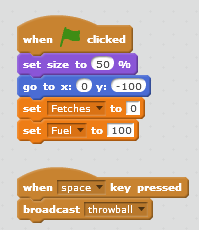 when clicked
set size to 50 %
go to x: 0 y: -100
set Fetches to 0
set Fuel to 100
when space key pressed
broadcast throwball